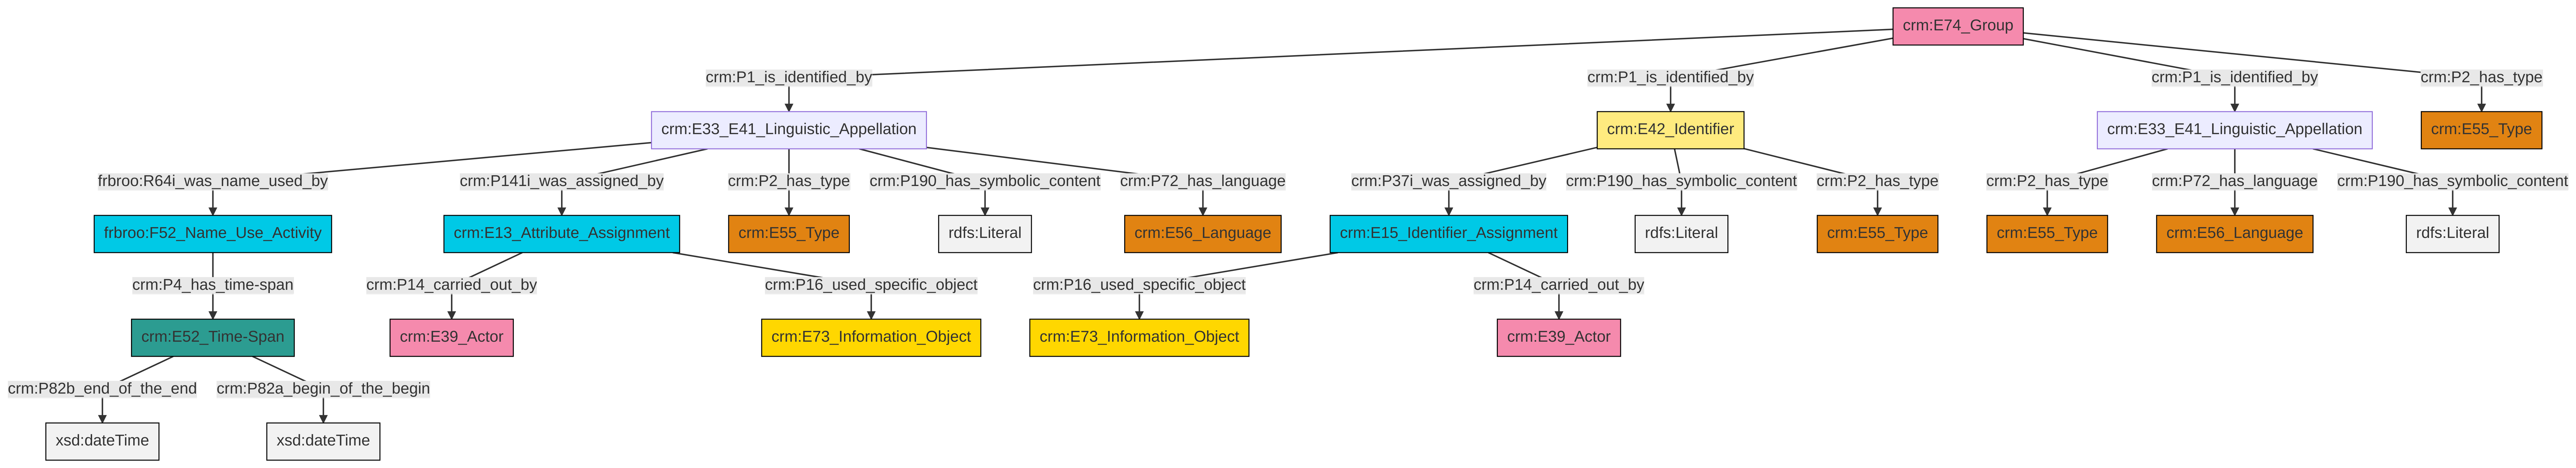 crm:E74_Group
crm:P1_is_identified_by
crm:P1_is_identified_by
crm:P1_is_identified_by
crm:P2_has_type
crm:E33_E41_Linguistic_Appellation
crm:E42_Identifier
crm:E33_E41_Linguistic_Appellation
crm:E55_Type
frbroo:R64i_was_name_used_by
crm:P141i_was_assigned_by
crm:P2_has_type
crm:P190_has_symbolic_content
crm:P72_has_language
crm:P37i_was_assigned_by
crm:P190_has_symbolic_content
crm:P2_has_type
crm:P2_has_type
crm:P72_has_language
crm:P190_has_symbolic_content
frbroo:F52_Name_Use_Activity
crm:E13_Attribute_Assignment
crm:E55_Type
rdfs:Literal
crm:E56_Language
crm:E15_Identifier_Assignment
rdfs:Literal
crm:E55_Type
crm:E55_Type
crm:E56_Language
rdfs:Literal
crm:P4_has_time-span
crm:P14_carried_out_by
crm:P16_used_specific_object
crm:P16_used_specific_object
crm:P14_carried_out_by
crm:E52_Time-Span
crm:E39_Actor
crm:E73_Information_Object
crm:E73_Information_Object
crm:E39_Actor
crm:P82b_end_of_the_end
crm:P82a_begin_of_the_begin
xsd:dateTime
xsd:dateTime